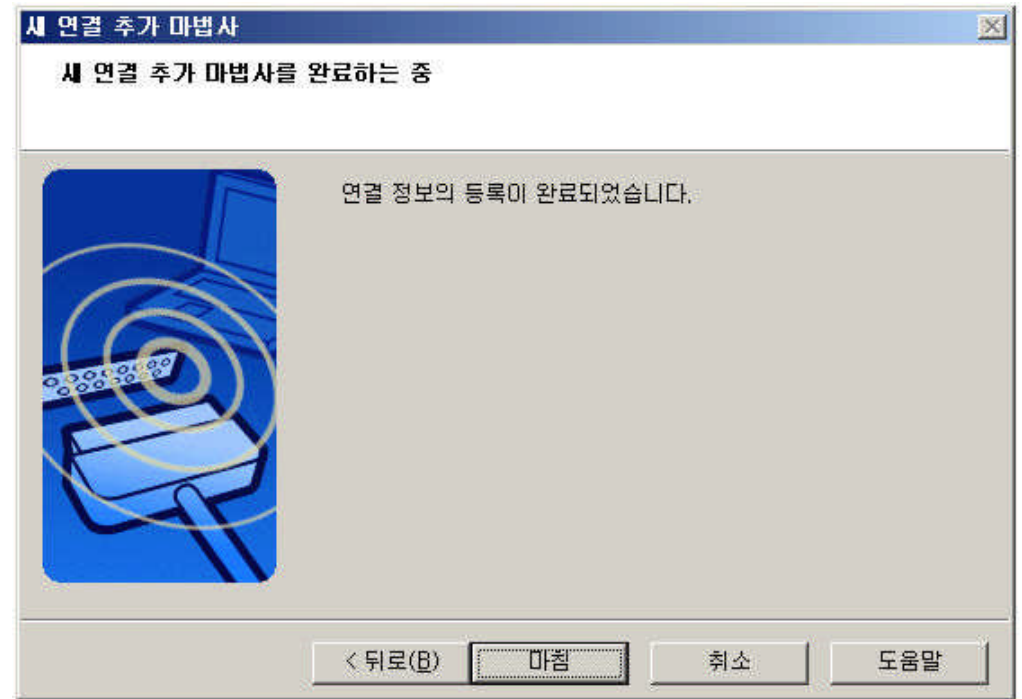 새 연결 추가 마법사
새 연결 추가 마법사를 완료하는 중
연결 정보의 등록이 완료되었습니다.
< 뒤로(B)
마침
취소
도움말